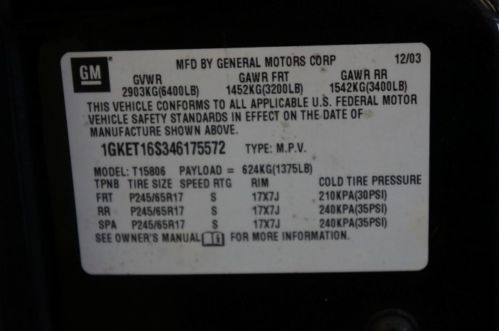 GM
MFD BY GENERAL MOTORS CORP 12/03
GVWR GAWR FRT GAWR RR
2903KG(6400LB) 1452KG(3200LB) 1542KG(3400LB)
THIS VEHICLE CONFORMS TO ALL APPLICABLE U.S. FEDERAL MOTOR
VEHICLE SAFETY STANDARDS IN EFFECT ON THE DATE OF
MANUFACTURE SHOWN ABOVE.
1GKET16S346175572 TYPE: M.P.V.
MODEL: T15806 PAYLOAD = 624KG(1375LB)
TPNB TIRE SIZE SPEED RTG RIM COLD TIRE PRESSURE
FRT P245/65R17 S 17X7J 210KPA(30PSI)
RR P245/65R17 S 17X7J 240KPA(35PSI)
SPA P245/65R17 S 17X7J 240KPA(35PSI)
SEE OWNER'S MANUAL FOR MORE INFORMATION.